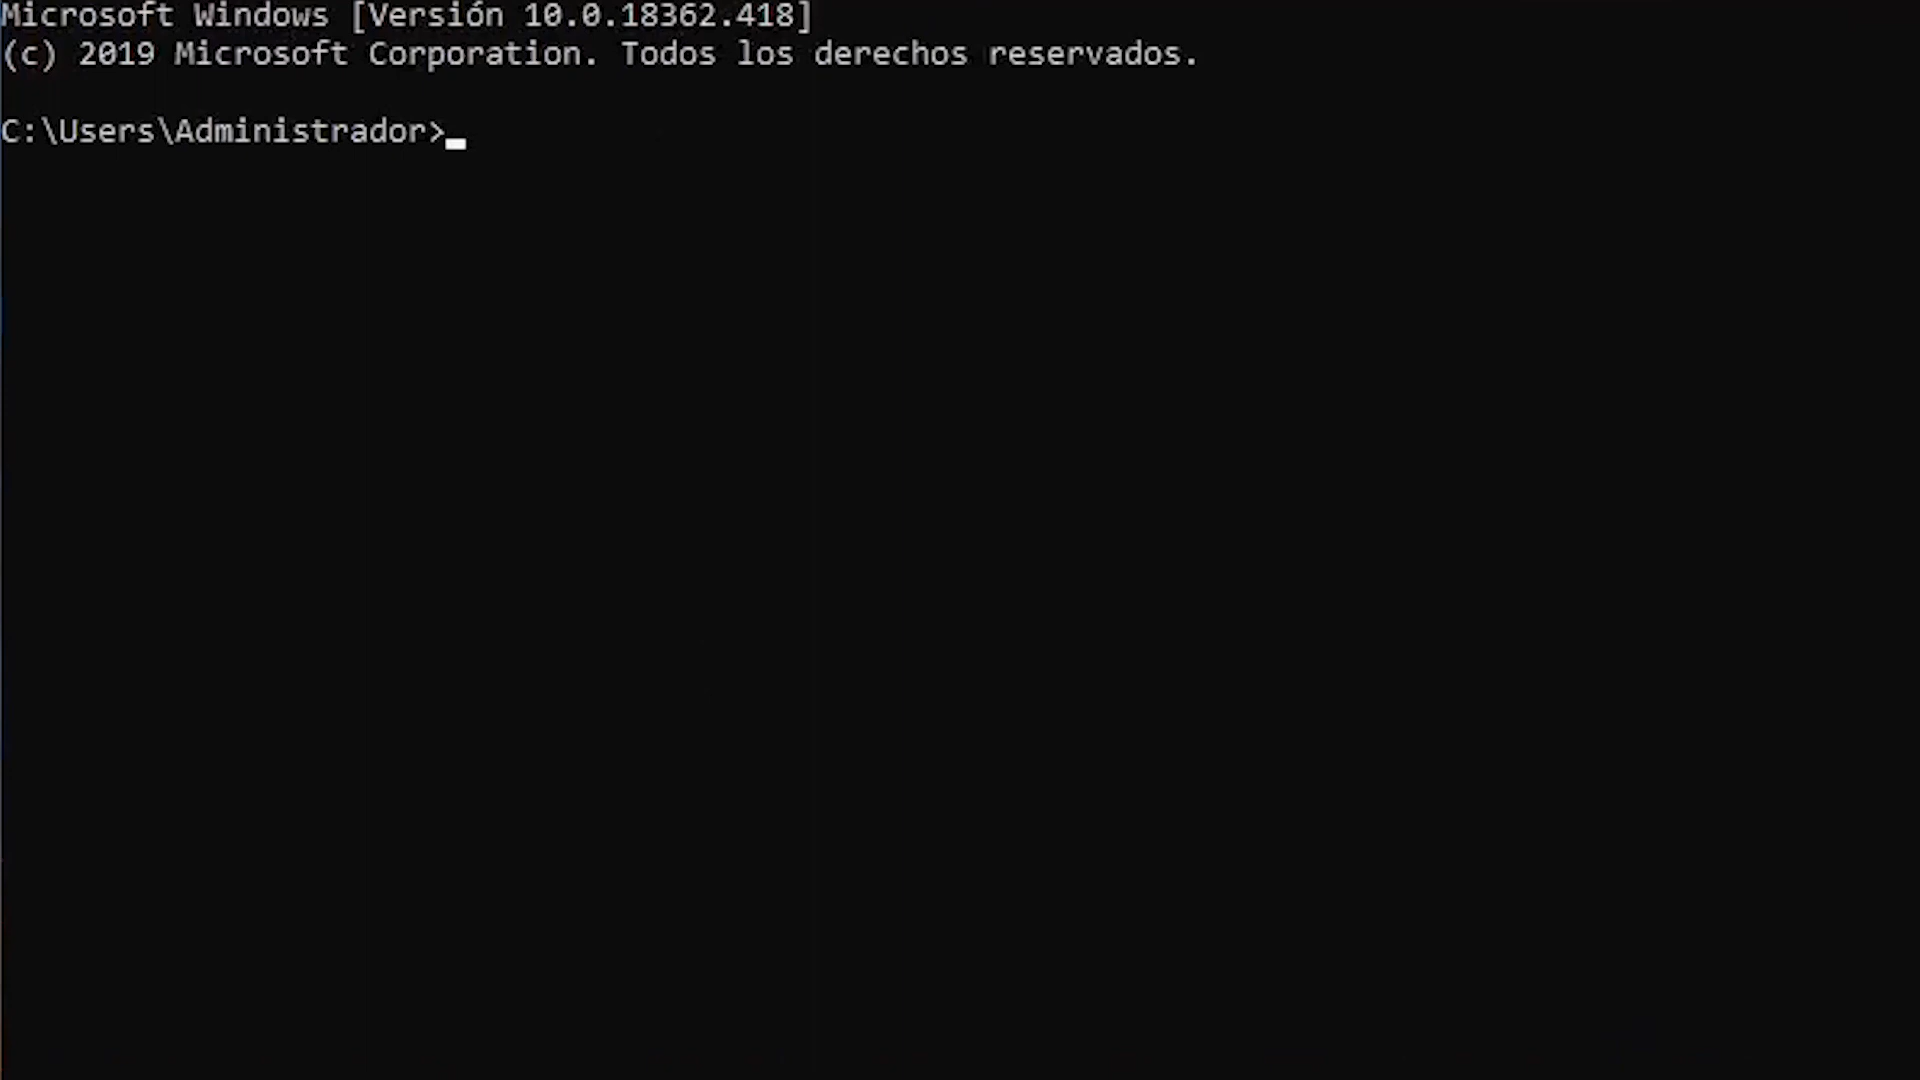 Microsoft Windows [Versión 10.0.18362.418]
(c) 2019 Microsoft Corporation. Todos los derechos reservados.
C:\Users\Administrador>